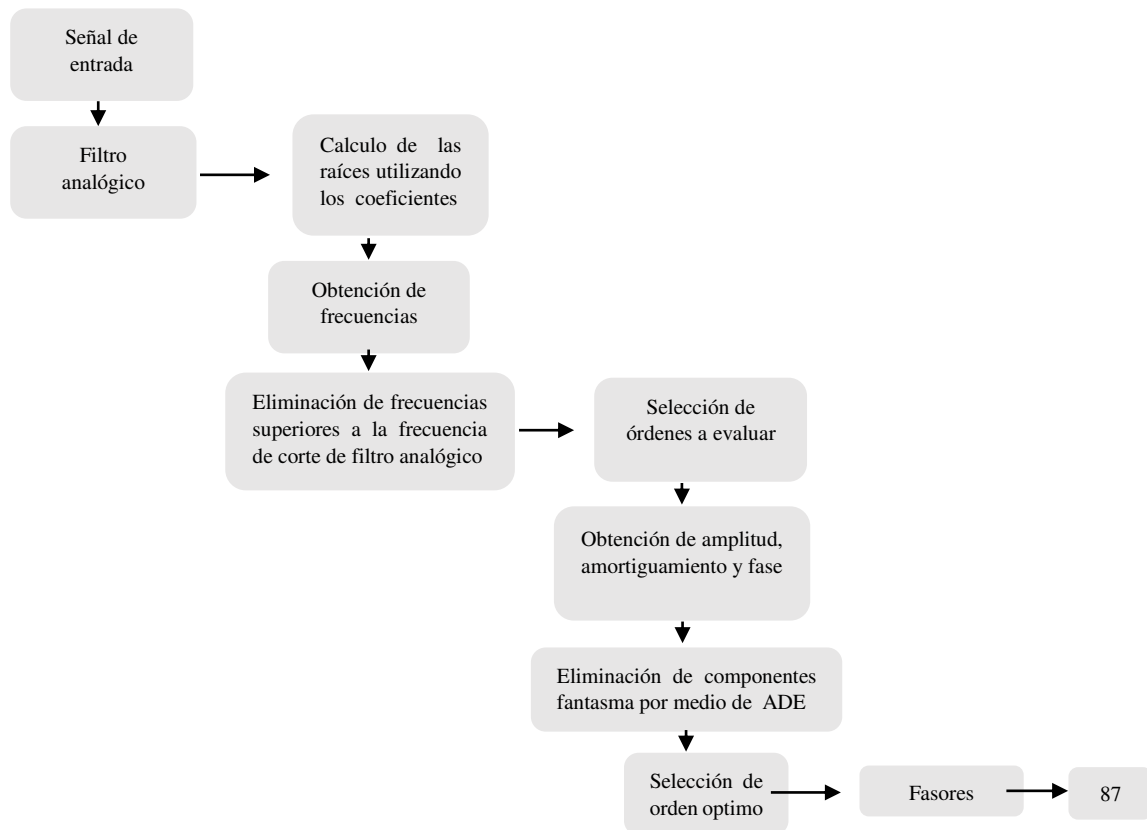 Señal de
entrada
Filtro
analógico
Calculo de las
raíces utilizando
los coeficientes
Obtención de
frecuencias
Eliminación de frecuencias
superiores a la frecuencia
de corte de filtro analógico
Selección de
órdenes a evaluar
Obtención de amplitud,
amortiguamiento y fase
Eliminación de componentes
fantasma por medio de ADE
Selección de
orden optimo
Fasores
87